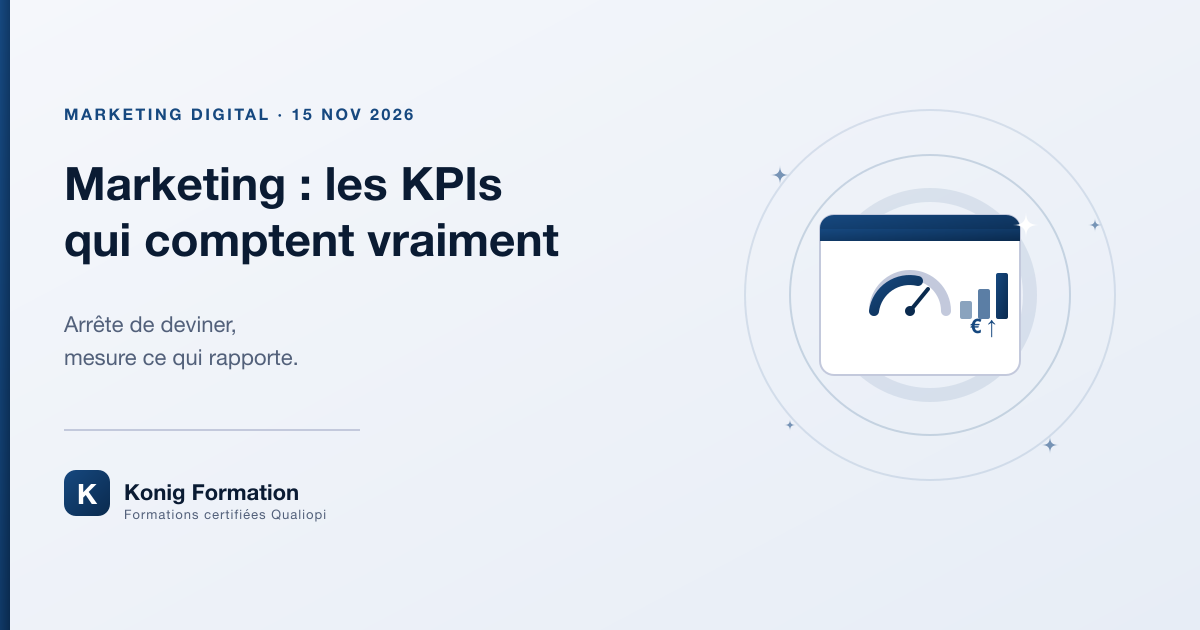 MARKETING DIGITAL · 15 NOV 2026
Marketing : les KPIs
qui comptent vraiment
Arrête de deviner,
mesure ce qui rapporte.
€ ↑
K
Konig Formation
Formations certifiées Qualiopi